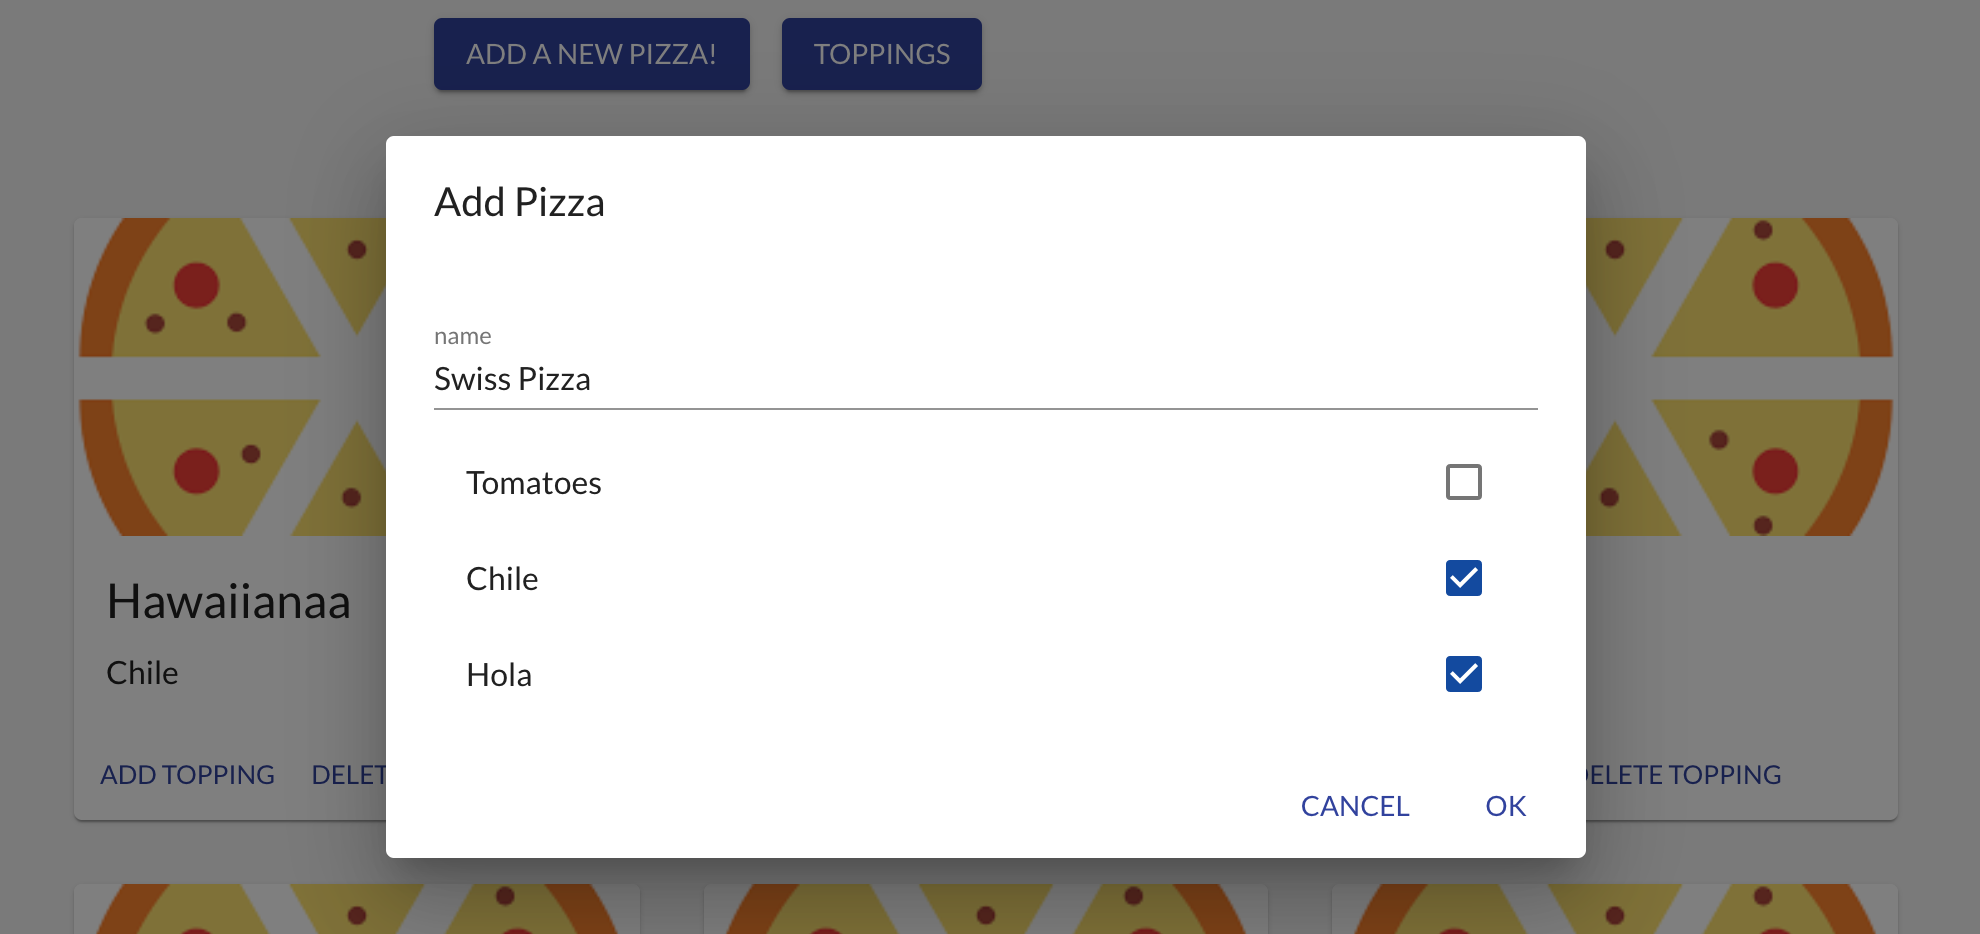 ADD A NEW PIZZA!
TOPPINGS
Add Pizza
name
Swiss Pizza
Tomatoes
Chile
Hola
CANCEL
OK
Hawaiianaa
Chile
ADD TOPPING
DELET
ELETE TOPPING